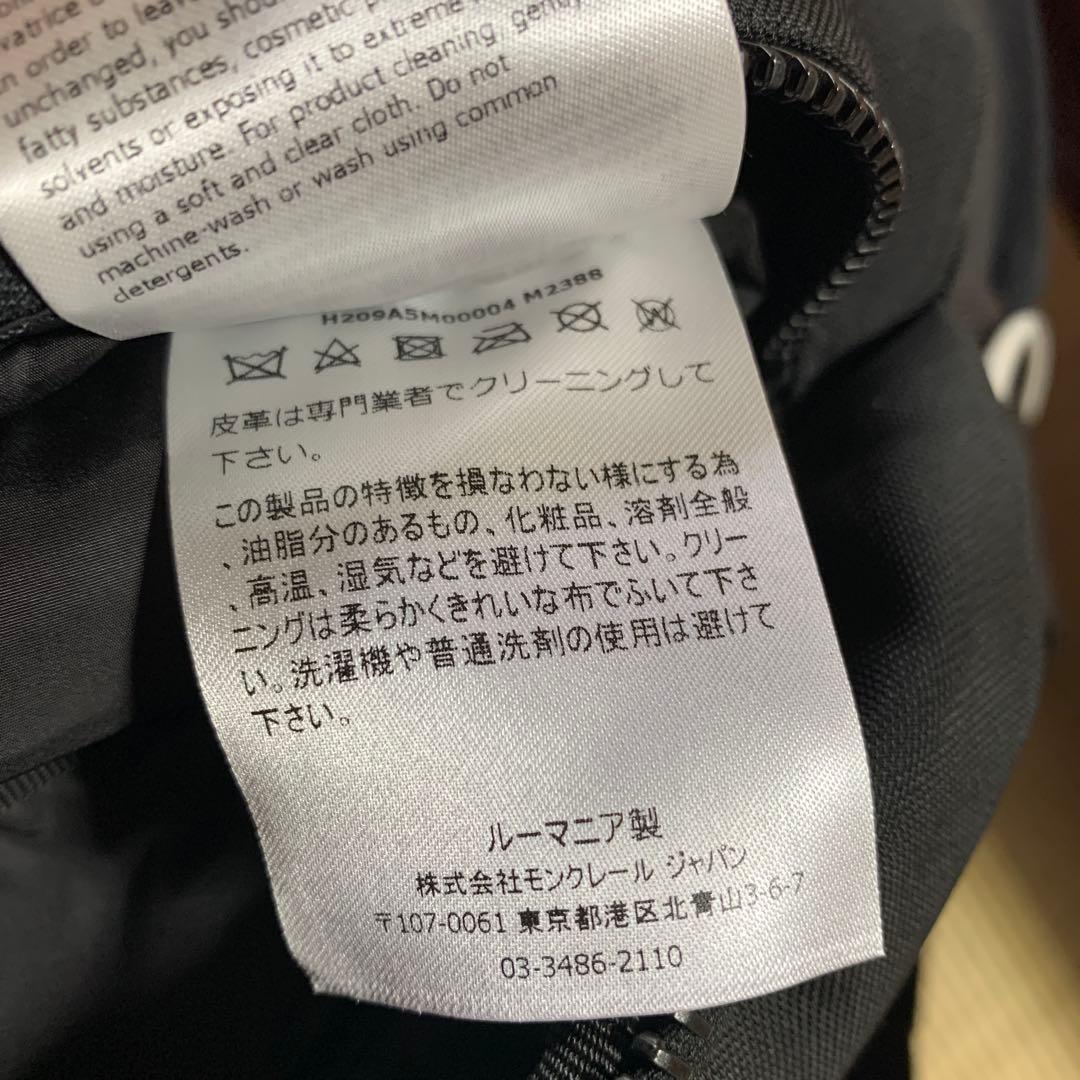 in order to leave
unchanged, you shou
fatty substances, cosmetic p
solvents or exposing it to extreme
and moisture. For product cleaning, gently
using a soft and clear cloth. Do not
machine-wash or wash using common
detergents.
H209A5M00004 M2388
皮革は専門業者でクリーニングして
下さい。
この製品の特徴を損なわない様にする為
、油脂分のあるもの、化粧品、溶剤全般
、高温、湿気などを避けて下さい。クリー
ニングは柔らかくきれいな布でふいて下さ
い。洗濯機や普通洗剤の使用は避けて
下さい。
ルーマニア製
株式会社モンクレール ジャパン
〒107-0061 東京都港区北青山3-6-7
03-3486-2110